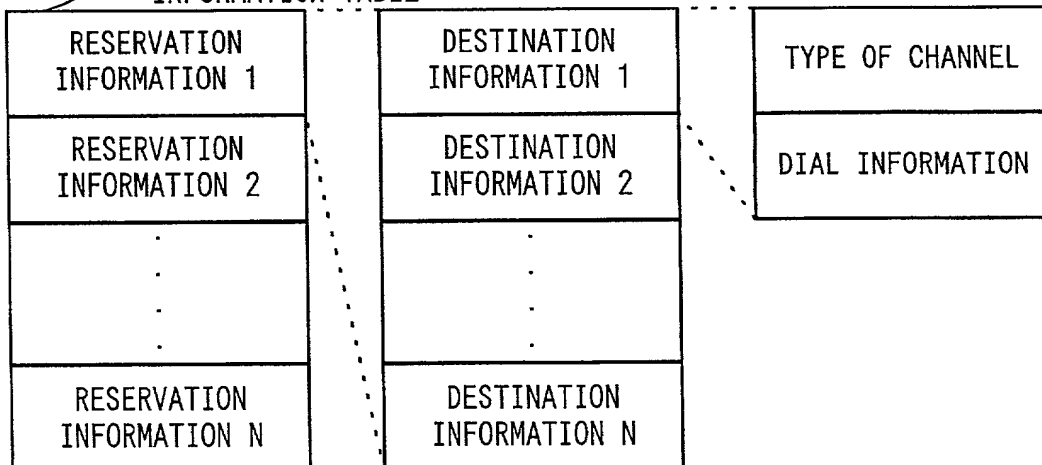 RESERVATION
INFORMATION 1
RESERVATION
INFORMATION 2
RESERVATION
INFORMATION N
DESTINATION
INFORMATION 1
DESTINATION
INFORMATION 2
DESTINATION
INFORMATION N
TYPE OF CHANNEL
DIAL INFORMATION